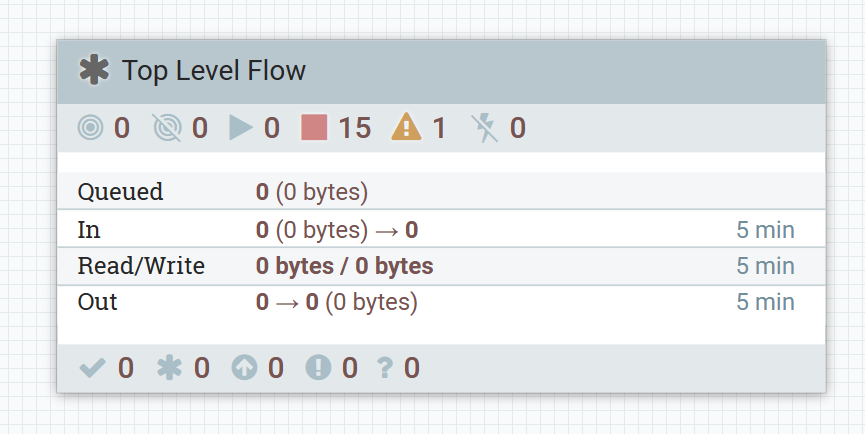 Top Level Flow
0 0 0 15 1 0
Queued 0 (0 bytes)
In 0 (0 bytes) → 0 5 min
Read/Write 0 bytes / 0 bytes 5 min
Out 0 → 0 (0 bytes) 5 min
0 0 0 0 ? 0